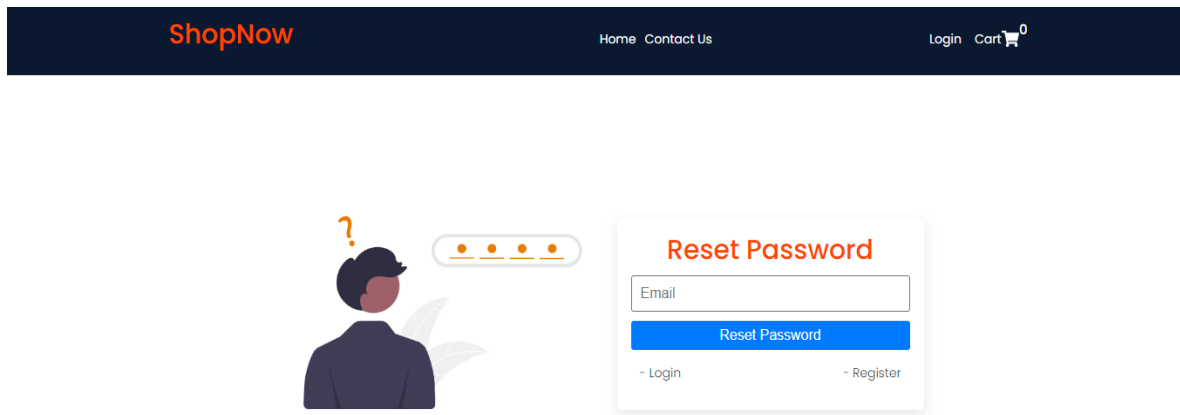 ShopNow
Home Contact Us
Login Cart 0
?
Reset Password
Email
Reset Password
- Login - Register